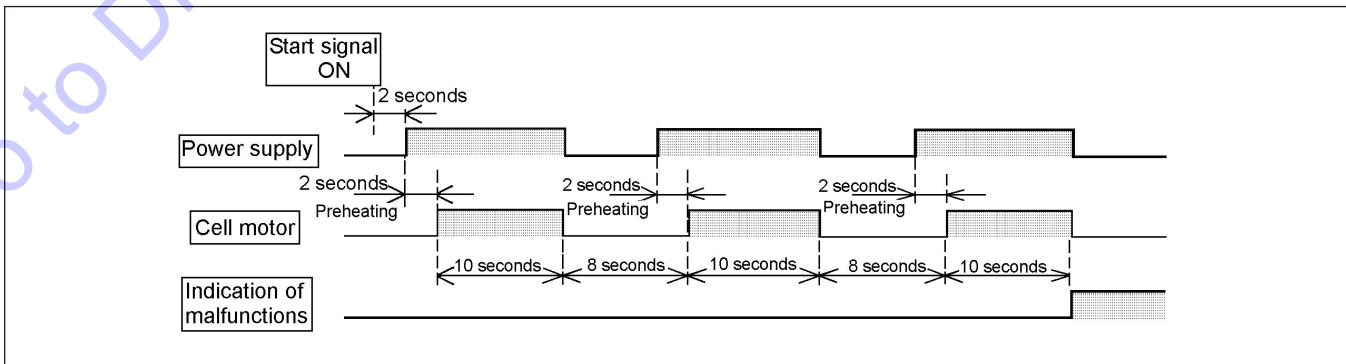 o to D
Start signal
ON
2 seconds
Power supply
2 seconds
Preheating
2 seconds
Preheating
2 seconds
Preheating
Cell motor
10 seconds
8 seconds
10 seconds
8 seconds
10 seconds
Indication of
malfunctions